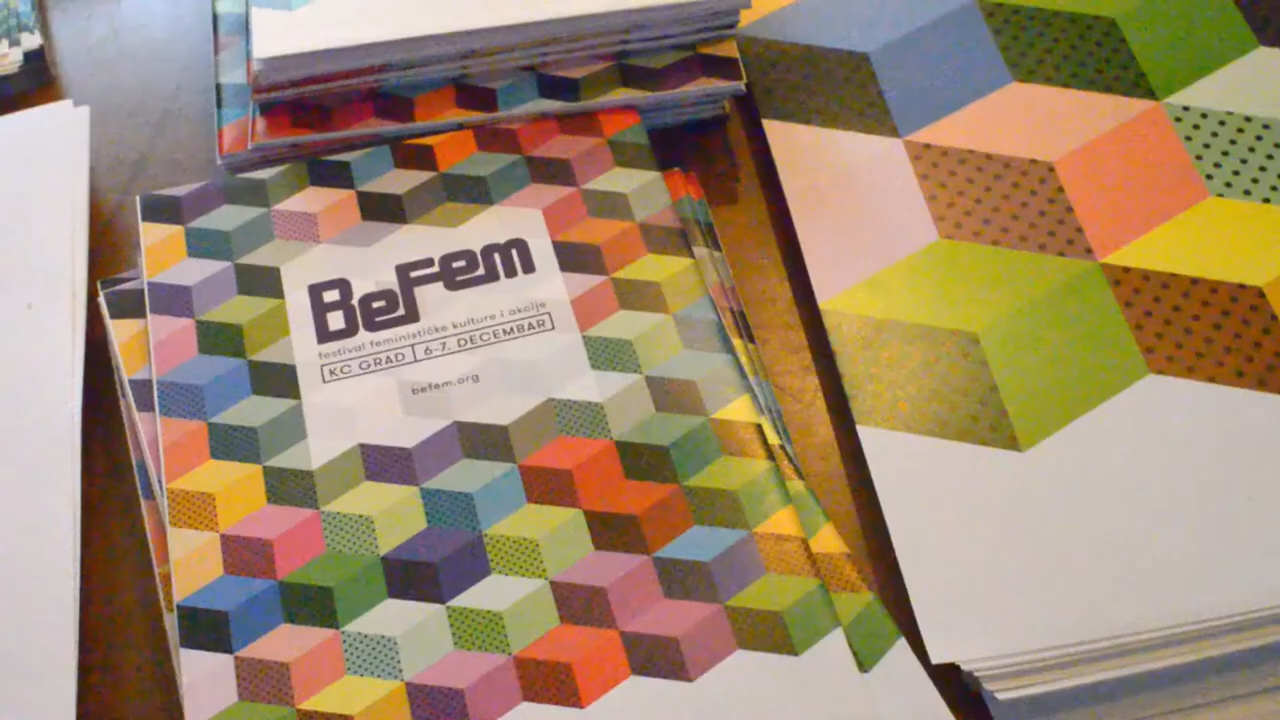 BeFem
festival feminističke kulture i akcije
KC GRAD 6-7. DECEMBAR
befem.org